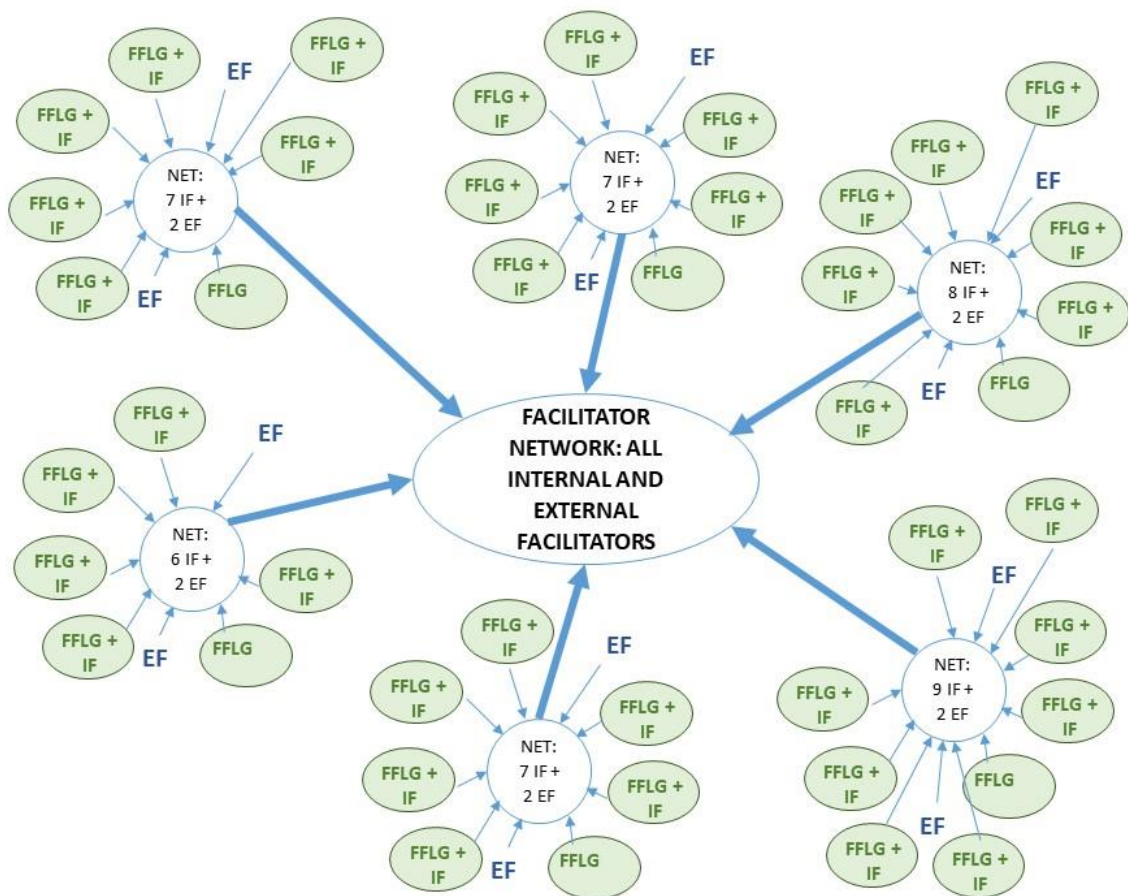 FFLG +
IF
EF
FFLG +
IF
FFLG +
IF
FFLG +
IF
FFLG +
IF
NET:
7 IF +
2 EF
FFLG +
IF
EF
FFLG
FFLG +
IF
EF
FFLG +
IF
FFLG +
IF
FFLG +
IF
NET:
7 IF +
2 EF
FFLG +
IF
FFLG +
IF
EF
FFLG
FFLG +
IF
FFLG +
IF
EF
FFLG +
IF
FFLG +
IF
FFLG +
IF
NET:
8 IF +
2 EF
FFLG +
IF
FFLG +
IF
EF
FFLG
FACILITATOR
NETWORK: ALL
INTERNAL AND
EXTERNAL
FACILITATORS
FFLG +
IF
EF
FFLG +
IF
FFLG +
IF
NET:
6 IF +
2 EF
FFLG +
IF
FFLG +
IF
EF
FFLG
FFLG +
IF
EF
FFLG +
IF
FFLG +
IF
FFLG +
IF
NET:
7 IF +
2 EF
FFLG +
IF
FFLG +
IF
EF
FFLG
FFLG +
IF
FFLG +
IF
EF
FFLG +
IF
FFLG +
IF
NET:
9 IF +
2 EF
FFLG +
IF
FFLG +
IF
FFLG
EF
FFLG +
IF
FFLG +
IF